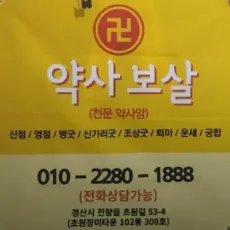 卍
약사 보살
(천문 약사암)
신점 / 영점 / 병굿 / 신가리굿 / 조상굿 / 퇴마 / 운세 / 궁합
010 - 2280 - 1888
(전화상담가능)
경산시 진량읍 초원길 53-4
(초원장미타운 102동 308호)